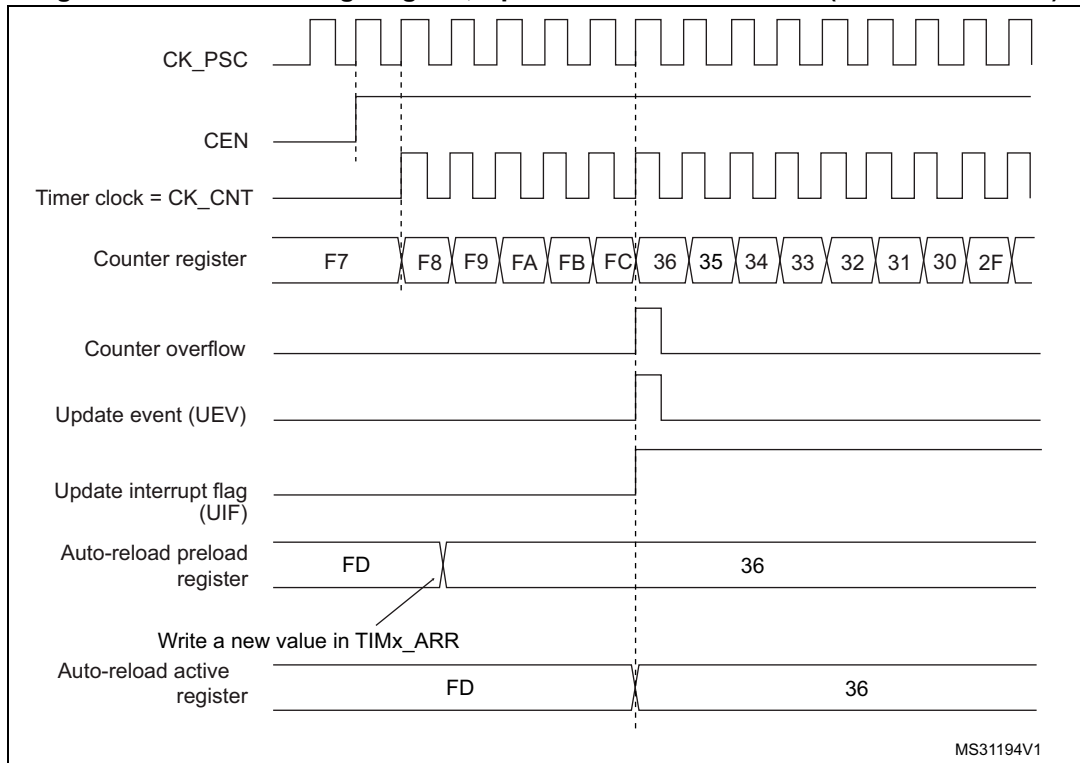 CK_PSC
CEN
Timer clock = CK_CNT
Counter register F7 F8 F9 FA FB FC 36 35 34 33 32 31 30 2F
Counter overflow
Update event (UEV)
Update interrupt flag
(UIF)
Auto-reload preload
register
FD 36
Write a new value in TIMx_ARR
Auto-reload active
register
FD 36
MS31194V1